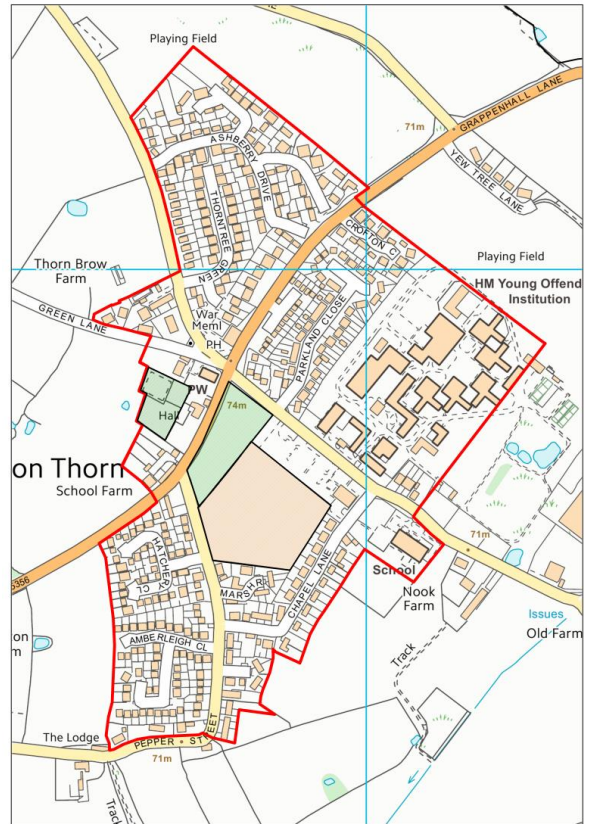 Playing Field
GRAPPENHALL LANE
71m
ASHBERRY DRIVE
YEW TREE LANE
THORNTREE GREEN
CROFTON C
Playing Field
Thorn Brow
Farm
HM Young Offend
Institution
GREEN LANE
War
Meml
PH
PARKLAND CLOSE
PW
Hall
74m
on Thorn
School Farm
71m
HATCHER CL
School
MARSH R
CHAPEL LANE
Nook
Farm
Issues
Old Farm
AMBERLEIGH CL
Track
The Lodge
PEPPER STREET
71m
Track